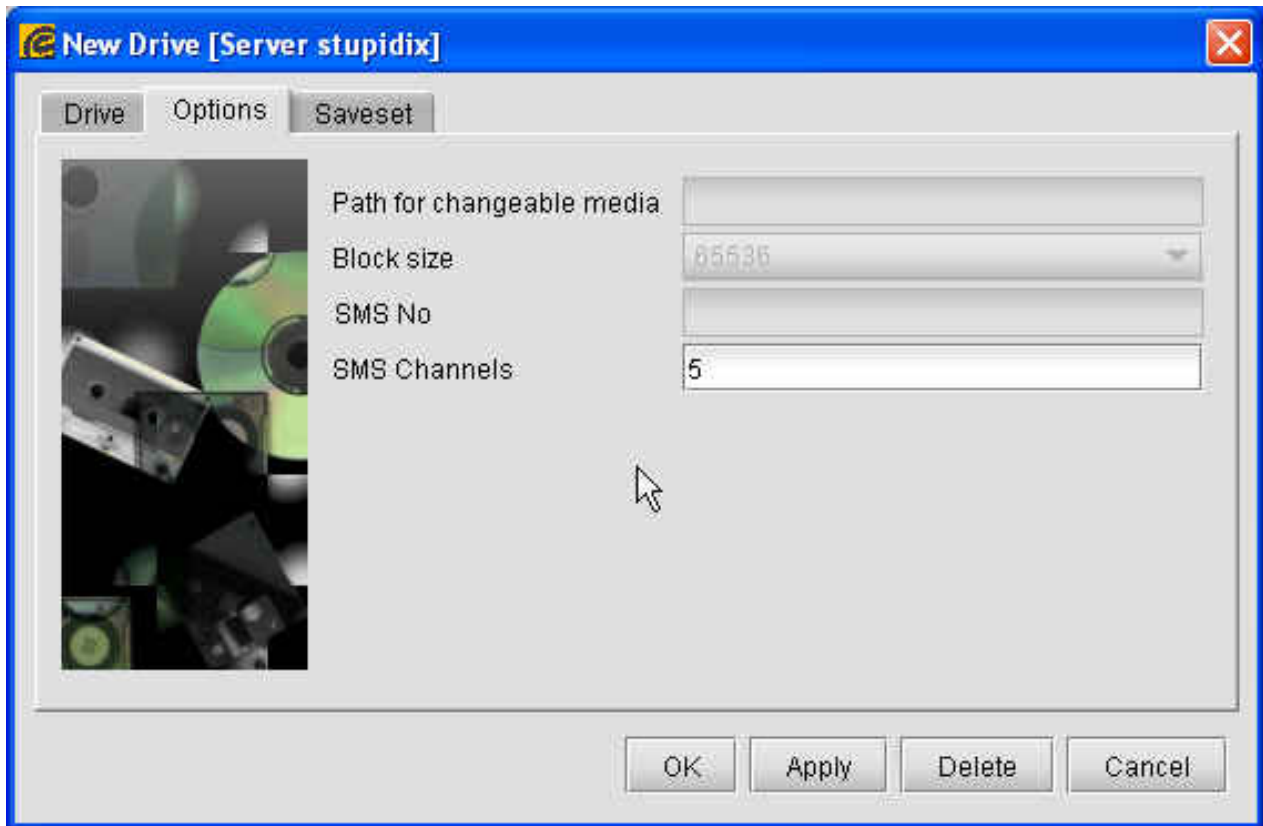 New Drive [Server stupidix]
Drive Options Saveset
Path for changeable media
Block size 65536
SMS No
SMS Channels 5
OK Apply Delete Cancel